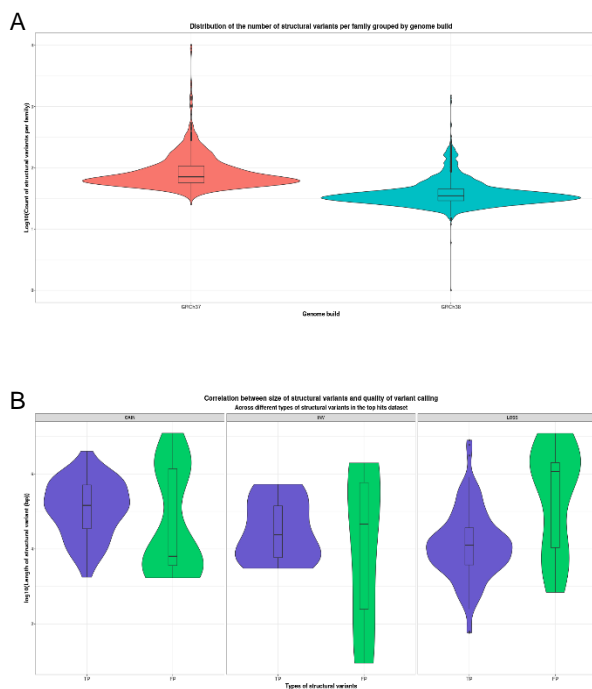 A
Distribution of the number of structural variants per family grouped by genome build
Log10(Count of structural variants per family)
GRCh37
GRCh38
Genome build
B
Correlation between size of structural variants and quality of variant calling
Across different types of structural variants in the top hits dataset
GAIN
INV
LOSS
log10(Length of structural variant (bp))
TP
FP
TP
FP
TP
FP
Types of structural variants